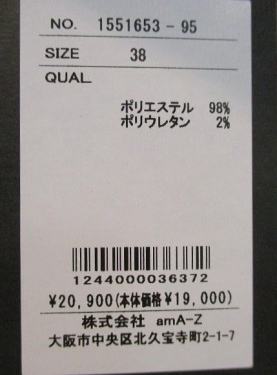 NO. 1551653-95
SIZE 38
QUAL
ポリエステル 98%
ポリウレタン 2%
1244000036372
¥20,900(本体価格¥19,000)
株式会社 amA-Z
大阪市中央区北久宝寺町2-1-7